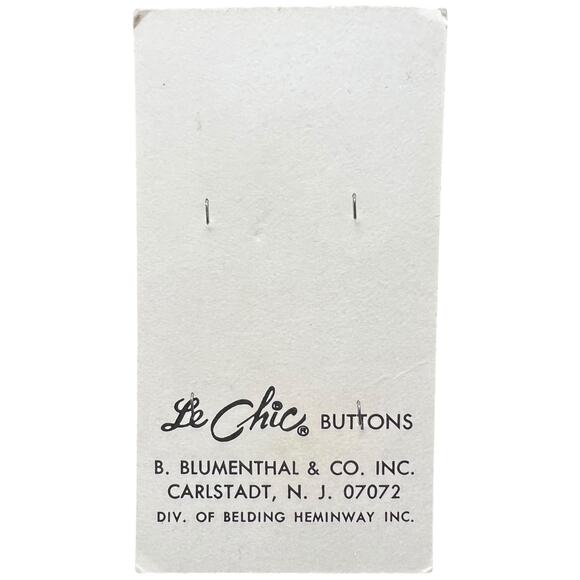 Le Chic® BUTTONS
B. BLUMENTHAL & CO. INC.
CARLSTADT, N. J. 07072
DIV. OF BELDING HEMINWAY INC.